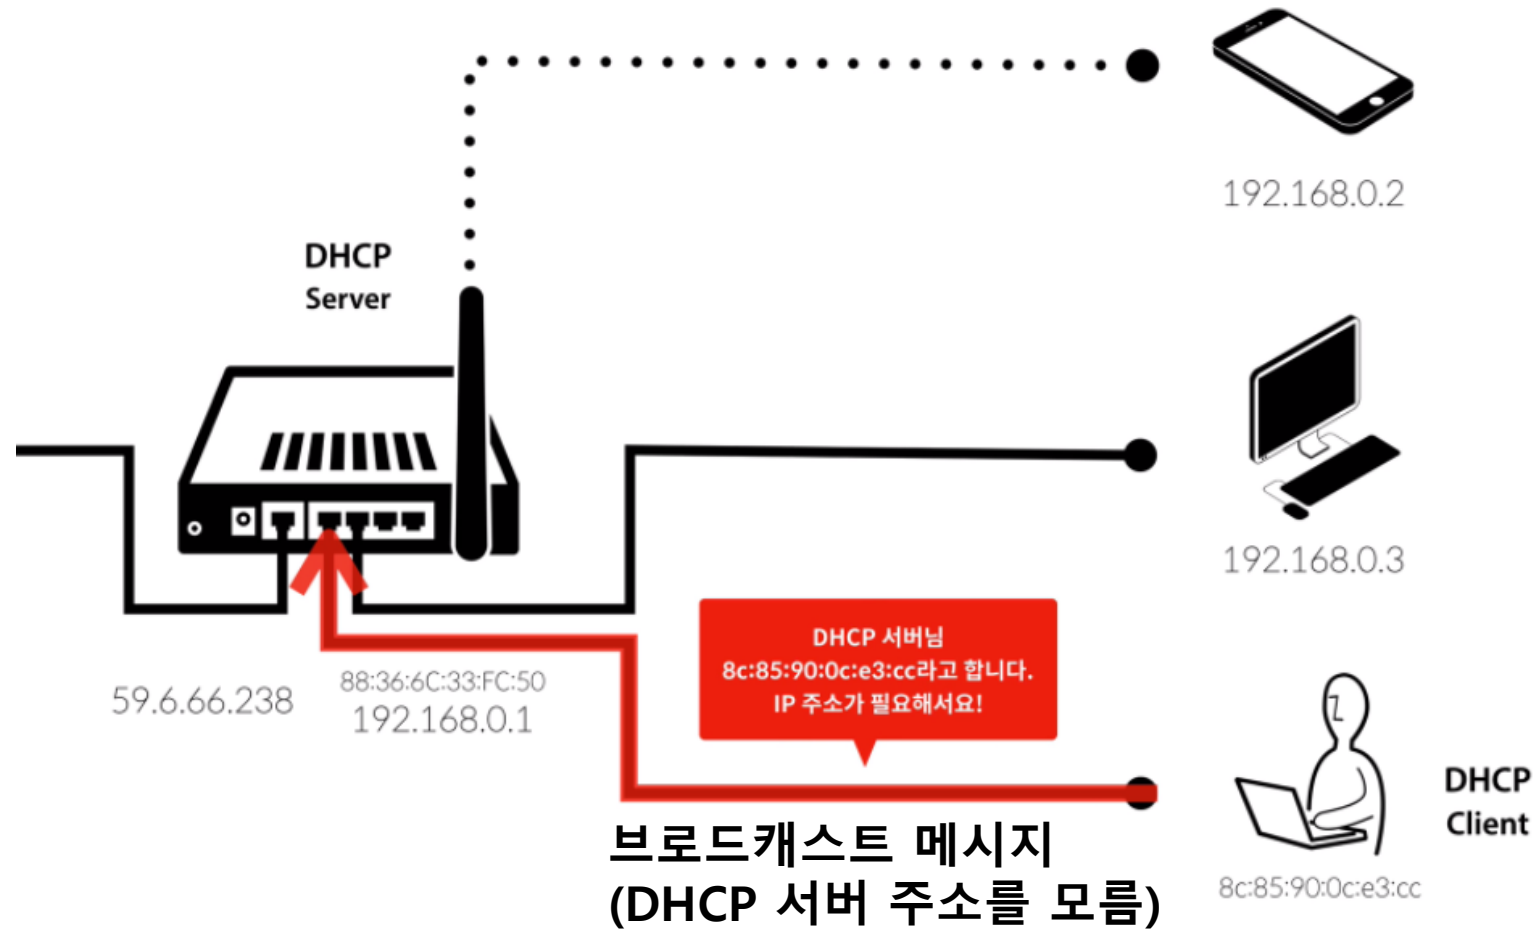 192.168.0.2
DHCP
Server
192.168.0.3
DHCP 서버님
8c:85:90:0c:e3:cc라고 합니다.
IP 주소가 필요해서요!
59.6.66.238
88:36:6C:33:FC:50
192.168.0.1
DHCP
Client
브로드캐스트 메시지
(DHCP 서버 주소를 모름)
8c:85:90:0c:e3:cc